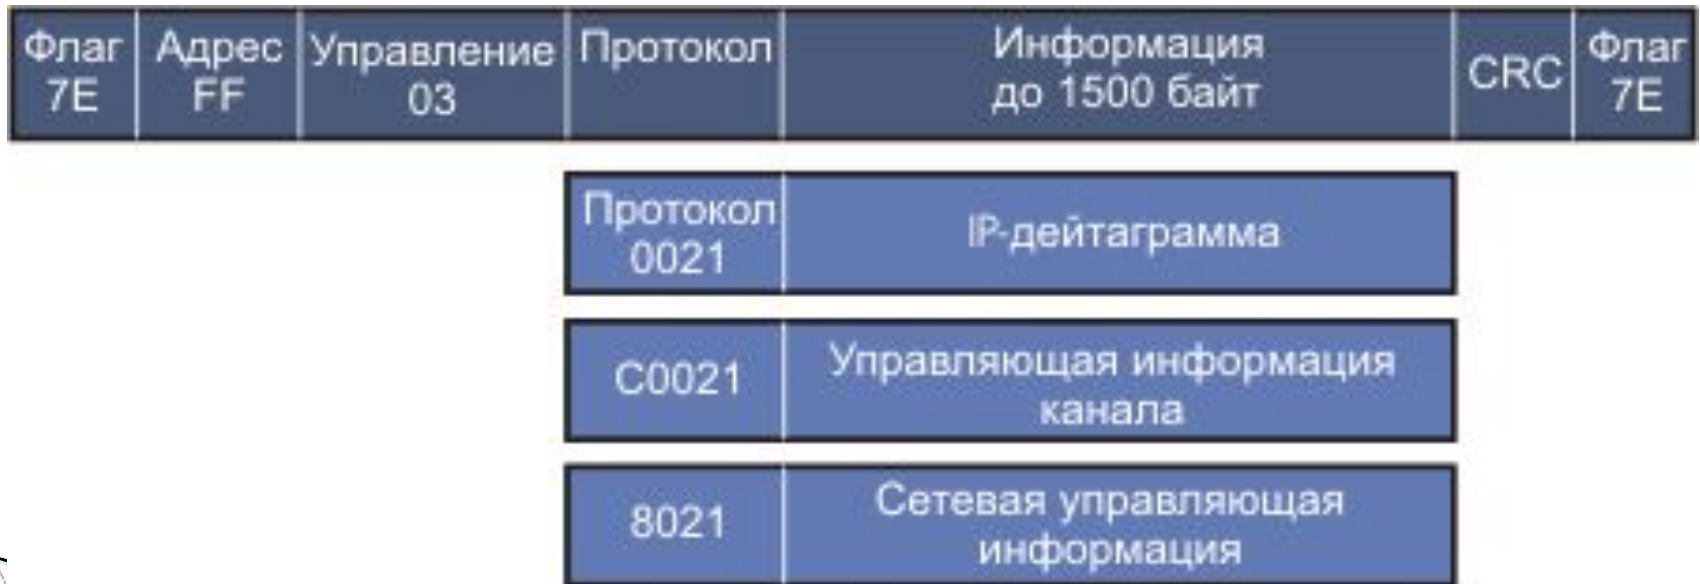 Флаг
7E
Адрес
FF
Управление
03
Протокол
Информация
до 1500 байт
CRC
Флаг
7E
Протокол
0021
IP-дейтаграмма
C0021
Управляющая информация
канала
8021
Сетевая управляющая
информация